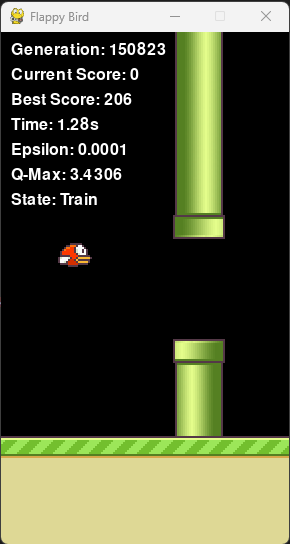 Flappy Bird
Generation: 150823
Current Score: 0
Best Score: 206
Time: 1.28s
Epsilon: 0.0001
Q-Max: 3.4306
State: Train